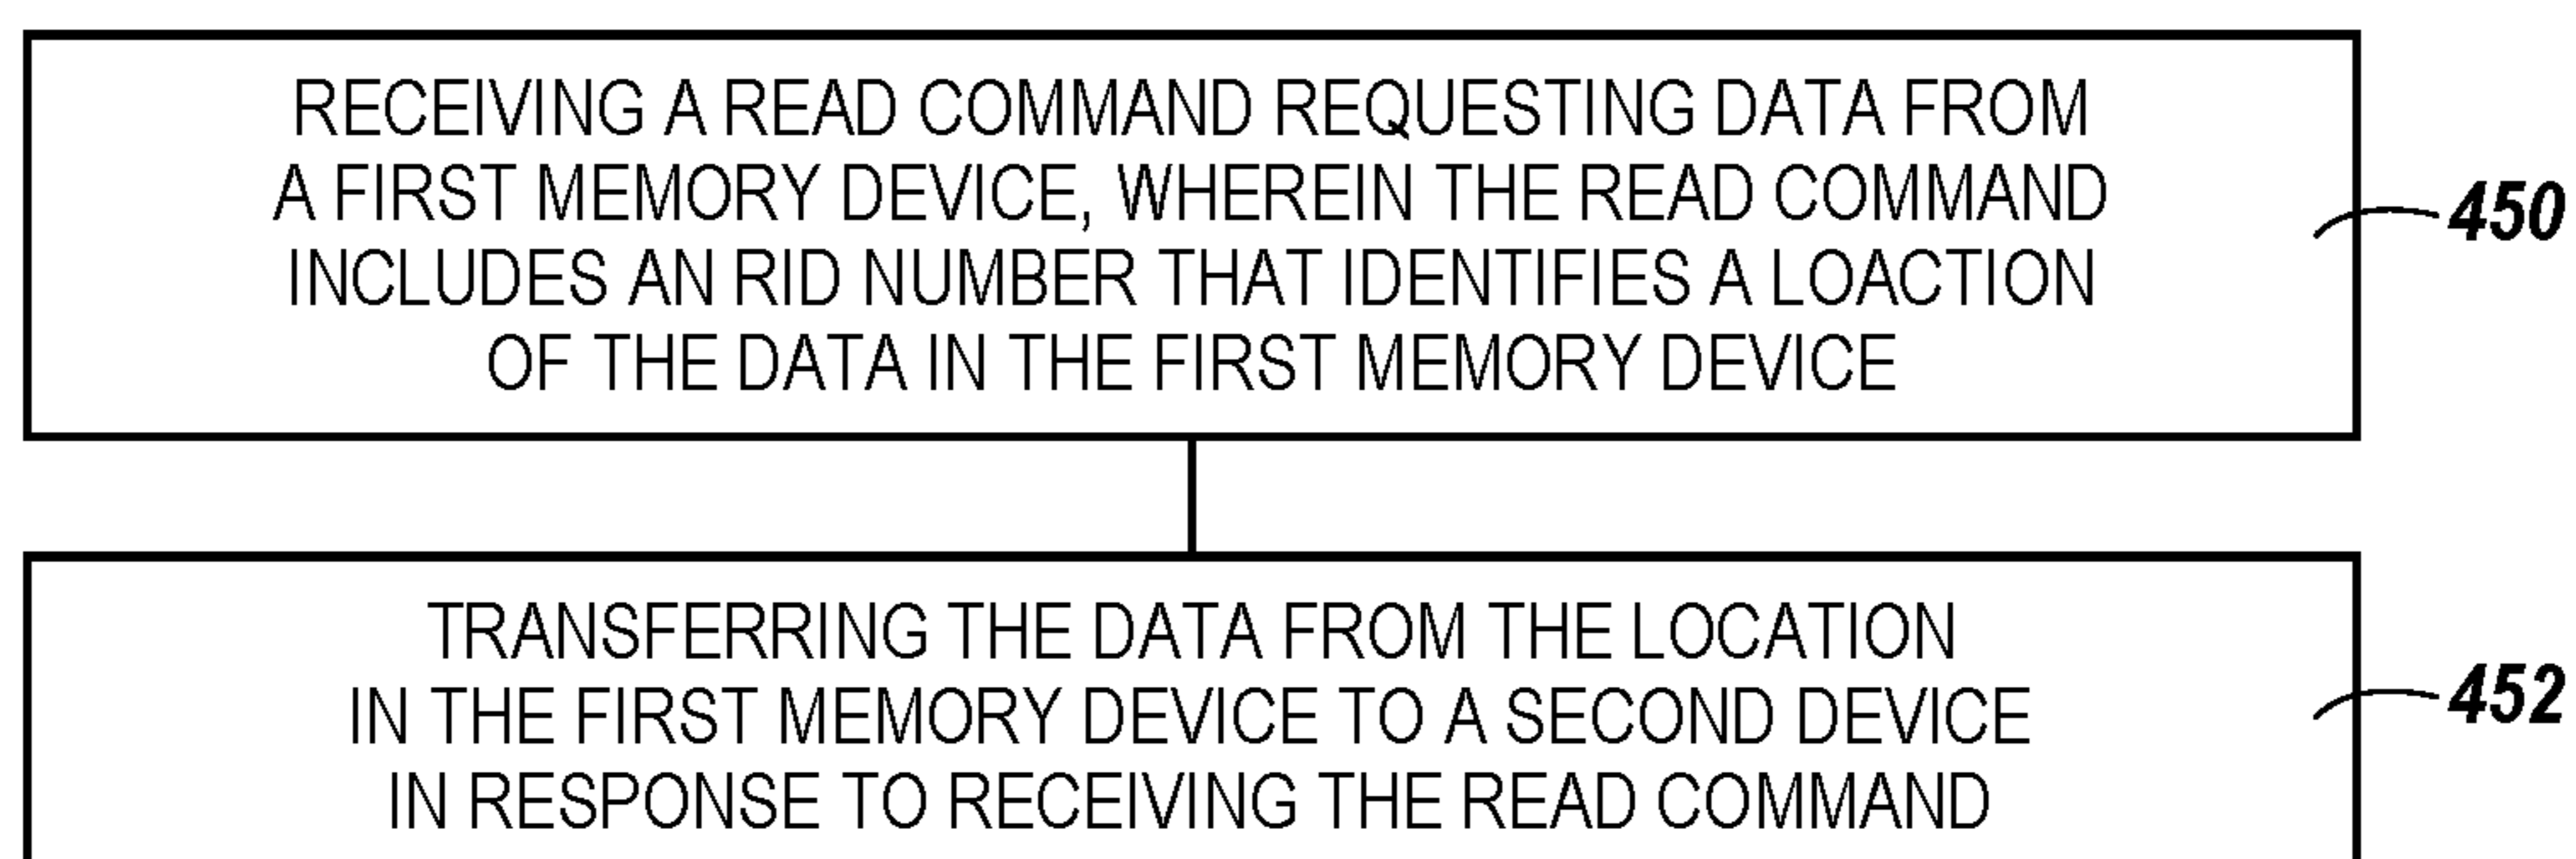 RECEIVING A READ COMMAND REQUESTING DATA FROM
A FIRST MEMORY DEVICE, WHEREIN THE READ COMMAND
INCLUDES AN RID NUMBER THAT IDENTIFIES A LOACTION
OF THE DATA IN THE FIRST MEMORY DEVICE
450
TRANSFERRING THE DATA FROM THE LOCATION
IN THE FIRST MEMORY DEVICE TO A SECOND DEVICE
IN RESPONSE TO RECEIVING THE READ COMMAND
452